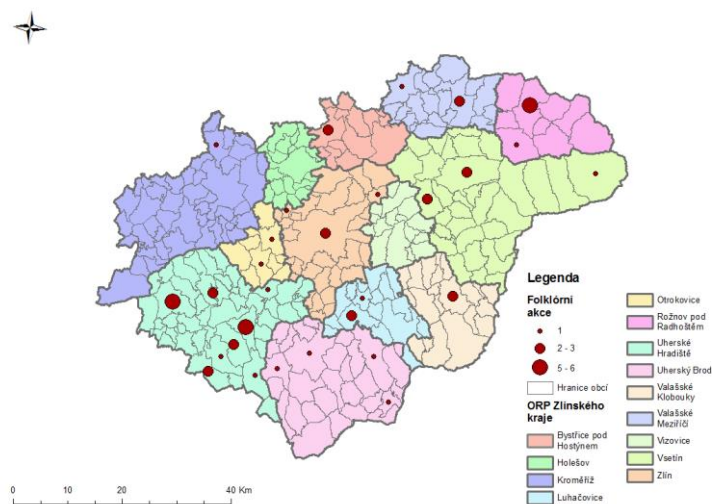 Legenda
Folklórní
akce
1
2 - 3
5 - 6
Hranice obcí
ORP Zlínského
kraje
Bystřice pod
Hostýnem
Holešov
Kroměříž
Luhačovice
Otrokovice
Rožnov pod
Radhoštěm
Uherské
Hradiště
Uherský Brod
Valašské
Klobouky
Valašské
Meziříčí
Vizovice
Vsetín
Zlín
0 10 20 40 Km